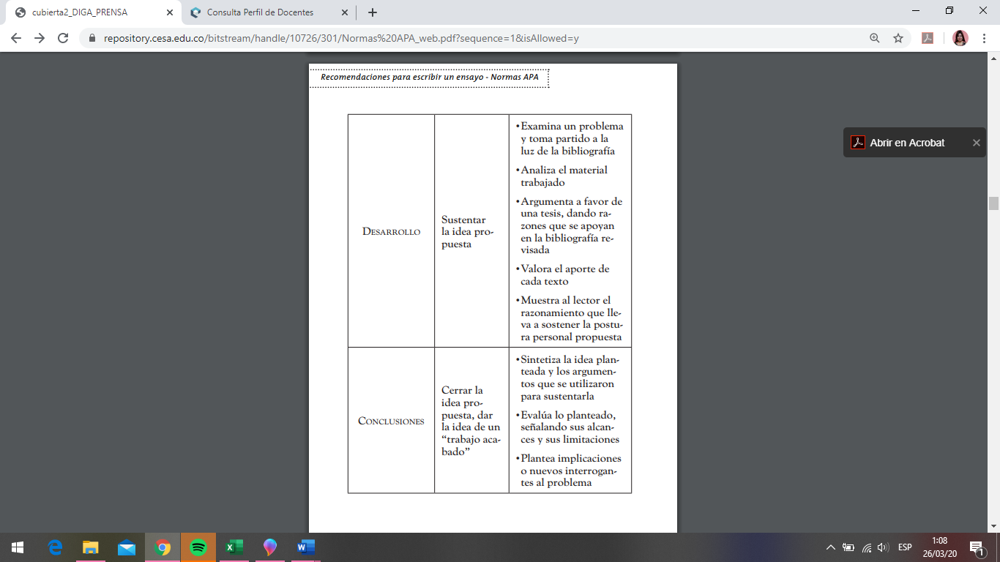 cubierta2_DIGA_PRENSA
Consulta Perfil de Docentes
repository.cesa.edu.co/bitstream/handle/10726/301/Normas%20APA_web.pdf?sequence=1&isAllowed=y
Recomendaciones para escribir un ensayo - Normas APA
Abrir en Acrobat
DESARROLLO
Sustentar
la idea pro-
puesta
•Examina un problema
y toma partido a la
luz de la bibliografía
•Analiza el material
trabajado
•Argumenta a favor de
una tesis, dando ra-
zones que se apoyan
en la bibliografía re-
visada
•Valora el aporte de
cada texto
•Muestra al lector el
razonamiento que lle-
va a sostener la postu-
ra personal propuesta
CONCLUSIONES
Cerrar la
idea pro-
puesta, dar
la idea de un
“trabajo aca-
bado”
•Sintetiza la idea plan-
teada y los argumen-
tos que se utilizaron
para sustentarla
•Evalúa lo planteado,
señalando sus alcan-
ces y sus limitaciones
•Plantea implicaciones
o nuevos interrogan-
tes al problema
ESP
1:08
26/03/20
1